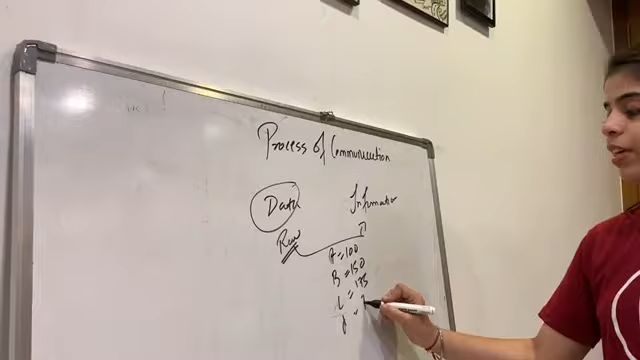 Process of Communication
Data Information
Raw
A = 100
B = 150
= 175